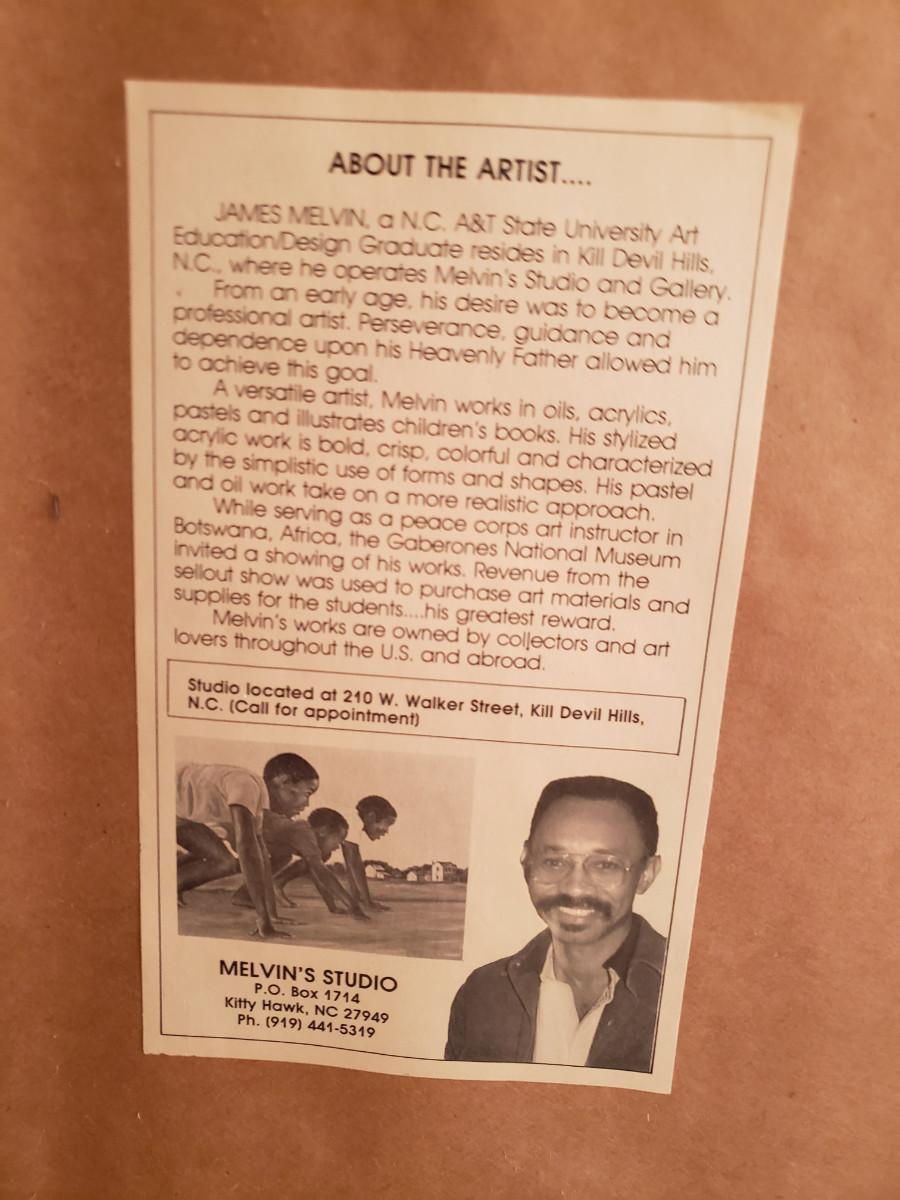 ABOUT THE ARTIST....
JAMES MELVIN, a N.C. A&T State University Art
Education/Design Graduate resides in Kill Devil Hills,
N.C., where he operates Melvin's Studio and Gallery.
From an early age, his desire was to become a
professional artist. Perseverance, guidance and
dependence upon his Heavenly Father allowed him
to achieve this goal.
A versatile artist, Melvin works in oils, acrylics,
pastels and illustrates children's books. His stylized
acrylic work is bold, crisp, colorful and characterized
by the simplistic use of forms and shapes. His pastel
and oil work take on a more realistic approach.
While serving as a peace corps art instructor in
Botswana, Africa, the Gaberones National Museum
invited a showing of his works. Revenue from the
sellout show was used to purchase art materials and
supplies for the students....his greatest reward.
Melvin's works are owned by collectors and art
lovers throughout the U.S. and abroad.
Studio located at 210 W. Walker Street, Kill Devil Hills,
N.C. (Call for appointment)
MELVIN'S STUDIO
P.O. Box 1714
Kitty Hawk, NC 27949
Ph. (919) 441-5319